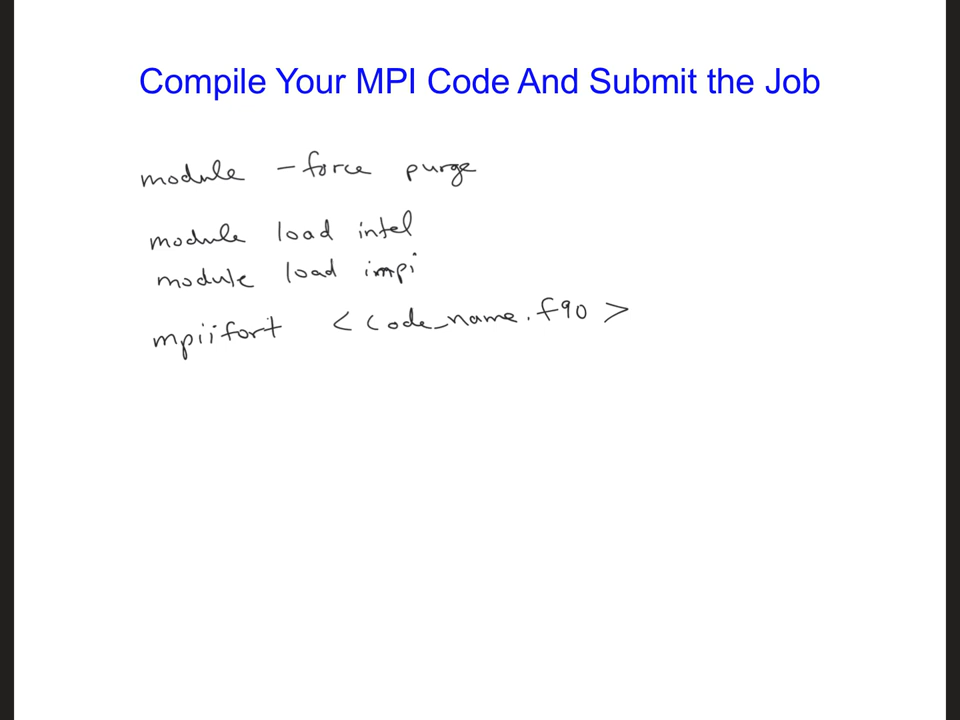 Compile Your MPI Code And Submit the Job
module -force purge
module load intel
module load impi
mpiifort <code_name.f90>